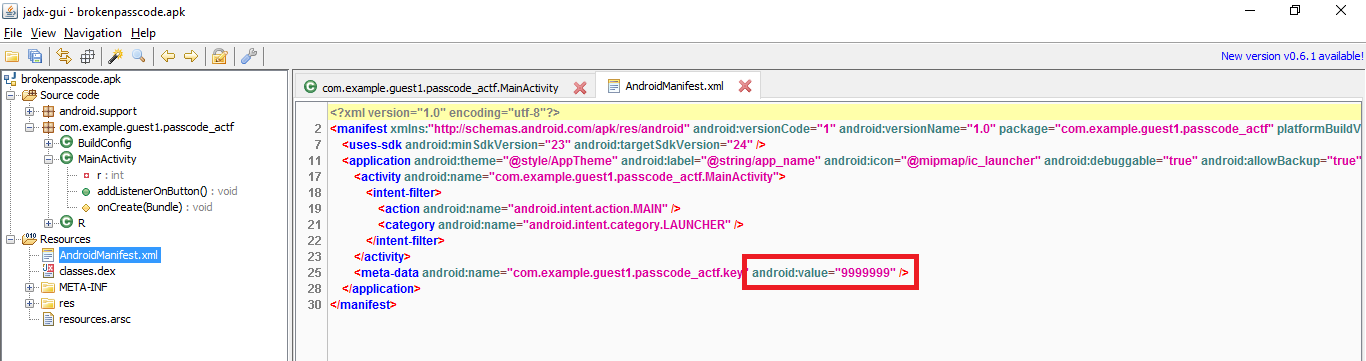 jadx-gui - brokenpasscode.apk
File View Navigation Help
New version v0.6.1 available!
brokenpasscode.apk
Source code
android.support
com.example.guest1.passcode_actf
BuildConfig
MainActivity
r : int
addListenerOnButton() : void
onCreate(Bundle) : void
R
Resources
AndroidManifest.xml
classes.dex
META-INF
res
resources.arsc
com.example.guest1.passcode_actf.MainActivity AndroidManifest.xml
<?xml version="1.0" encoding="utf-8"?>
2 <manifest xmlns:"http://schemas.android.com/apk/res/android" android:versionCode="1" android:versionName="1.0" package="com.example.guest1.passcode_actf" platformBuildV
7 <uses-sdk android:minSdkVersion="23" android:targetSdkVersion="24" />
11 <application android:theme="@style/AppTheme" android:label="@string/app_name" android:icon="@mipmap/ic_launcher" android:debuggable="true" android:allowBackup="true"
17 <activity android:name="com.example.guest1.passcode_actf.MainActivity">
18 <intent-filter>
19 <action android:name="android.intent.action.MAIN" />
21 <category android:name="android.intent.category.LAUNCHER" />
22 </intent-filter>
23 </activity>
25 <meta-data android:name="com.example.guest1.passcode_actf.key" android:value="9999999" />
28 </application>
30 </manifest>